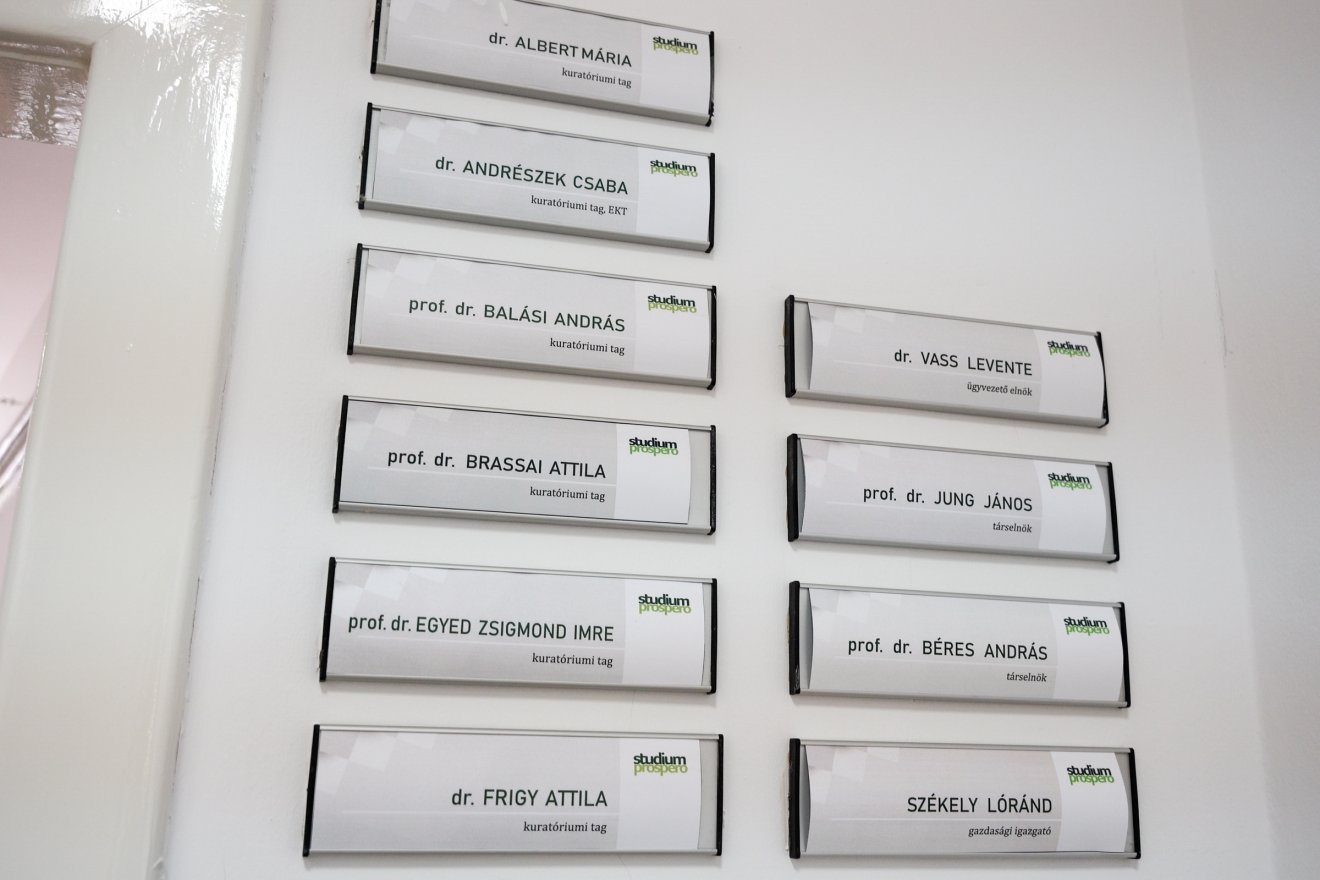 dr. ALBERT MÁRIA
kuratóriumi tag
studium
prospero
dr. ANDRÉSZEK CSABA
kuratóriumi tag, EKT
studium
prospero
prof. dr. BALÁSI ANDRÁS
kuratóriumi tag
studium
prospero
prof. dr. BRASSAI ATTILA
kuratóriumi tag
studium
prospero
prof. dr. EGYED ZSIGMOND IMRE
kuratóriumi tag
studium
prospero
dr. FRIGY ATTILA
kuratóriumi tag
studium
prospero
dr. VASS LEVENTE
ügyvezető elnök
studium
prospero
prof. dr. JUNG JÁNOS
társelnök
studium
prospero
prof. dr. BÉRES ANDRÁS
társelnök
studium
prospero
SZÉKELY LÓRÁND
gazdasági igazgató
studium
prospero